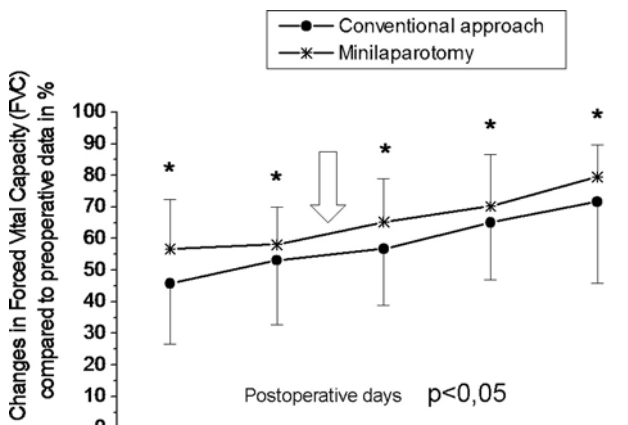 Conventional approach
Minilaparotomy
Changes in Forced Vital Capacity (FVC)
compared to preoperative data in %
100
90
80
70
60
50
40
30
20
10
0
* * * * *
Postoperative days p<0,05